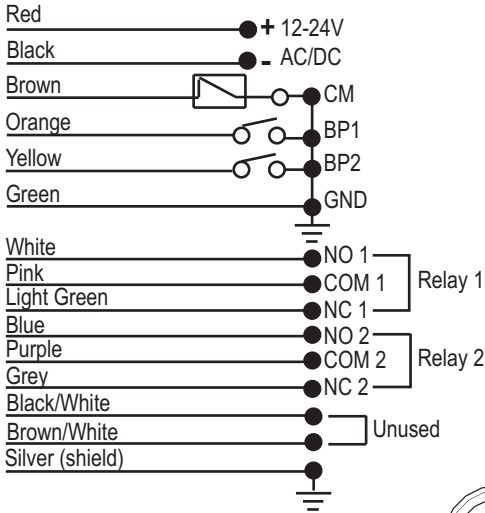 Red + 12-24V
Black - AC/DC
Brown CM
Orange BP1
Yellow BP2
Green GND
White NO 1
Pink COM 1 Relay 1
Light Green NC 1
Blue NO 2
Purple COM 2 Relay 2
Grey NC 2
Black/White
Brown/White Unused
Silver (shield)